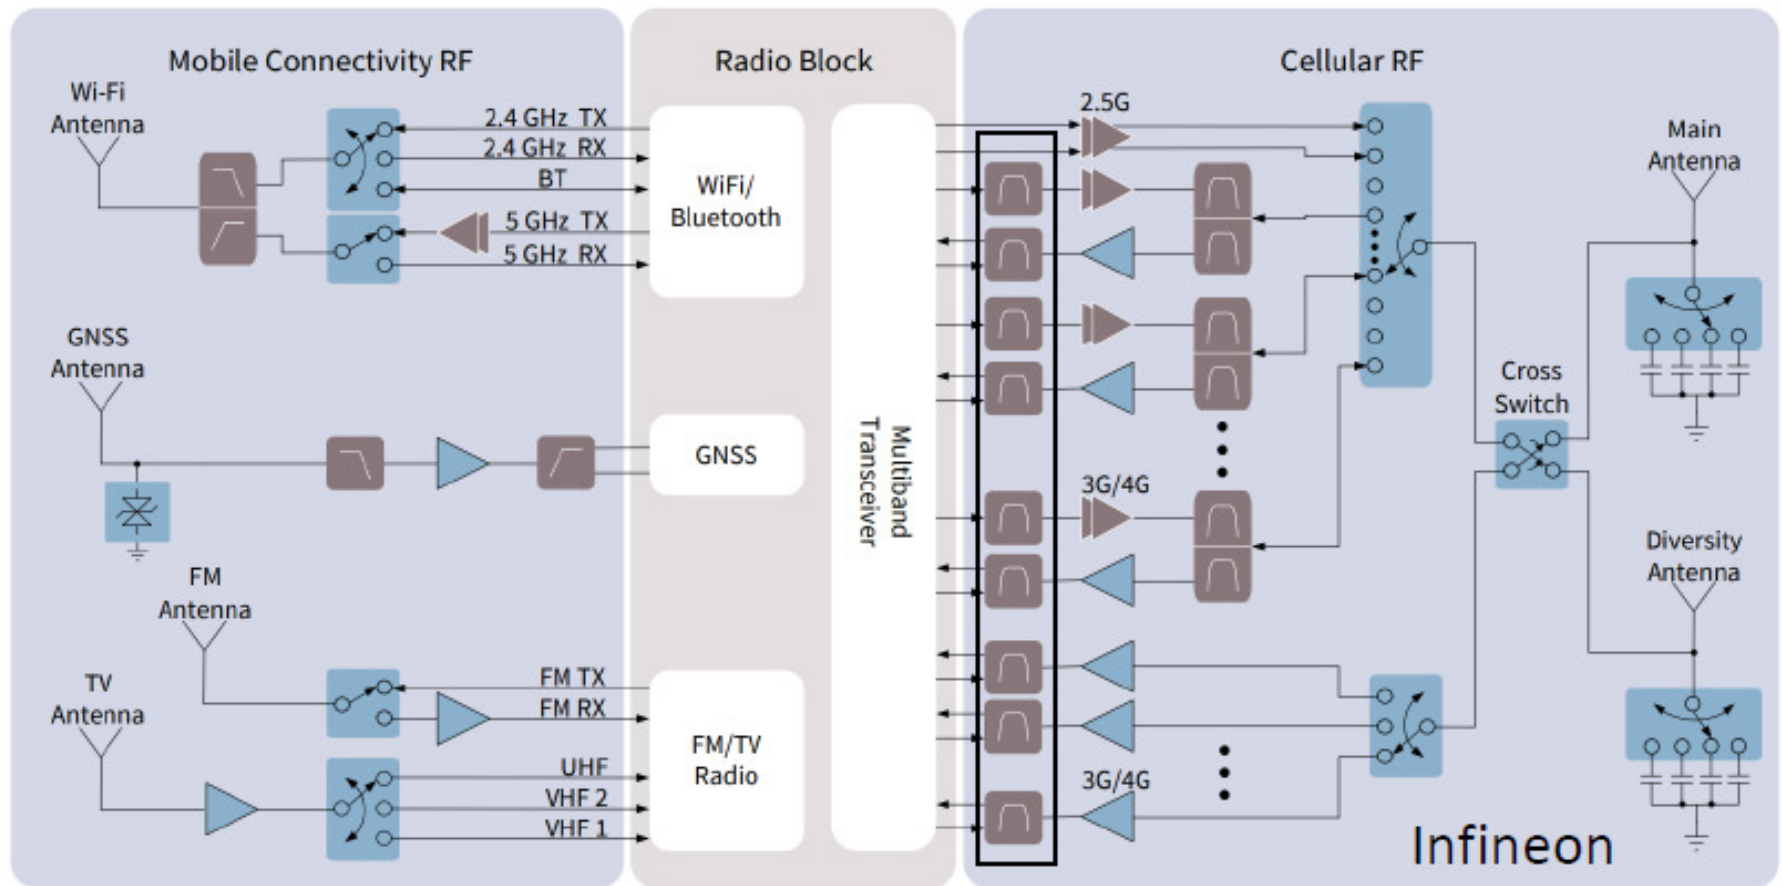 Mobile Connectivity RF
Radio Block
Cellular RF
Wi-Fi
Antenna
2.4 GHz TX
2.4 GHz RX
BT
5 GHz TX
5 GHz RX
WiFi/
Bluetooth
2.5G
Main
Antenna
GNSS
Antenna
GNSS
Multiband
Transceiver
3G/4G
Cross
Switch
Diversity
Antenna
FM
Antenna
FM TX
FM RX
TV
Antenna
UHF
VHF 2
VHF 1
FM/TV
Radio
3G/4G
Infineon